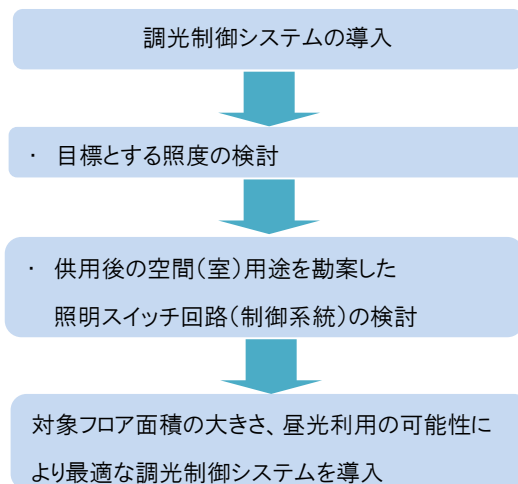 調光制御システムの導入
・ 目標とする照度の検討
・ 供用後の空間（室）用途を勘案した
照明スイッチ回路（制御系統）の検討
対象フロア面積の大きさ、昼光利用の可能性に
より最適な調光制御システムを導入